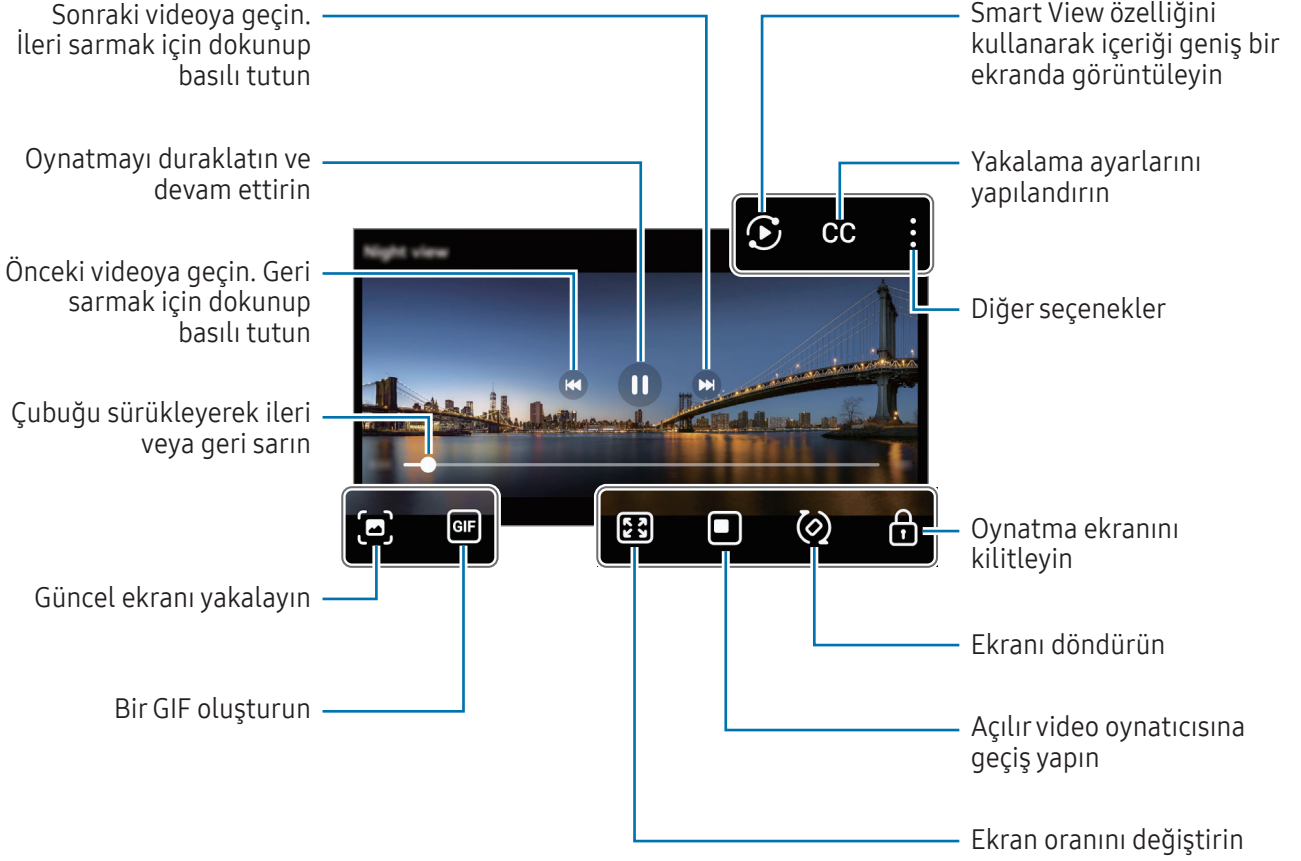 Sonraki videoya geçin.
İleri sarmak için dokunup
basılı tutun
Smart View özelliğini
kullanarak içeriği geniş bir
ekranda görüntüleyin
Oynatmayı duraklatın ve
devam ettirin
Yakalama ayarlarını
yapılandırın
CC
Night view
Önceki videoya geçin. Geri
sarmak için dokunup
basılı tutun
Diğer seçenekler
Çubuğu sürükleyerek ileri
veya geri sarın
GIF
Oynatma ekranını
kilitleyin
Güncel ekranı yakalayın
Ekranı döndürün
Bir GIF oluşturun
Açılır video oynatıcısına
geçiş yapın
Ekran oranını değiştirin